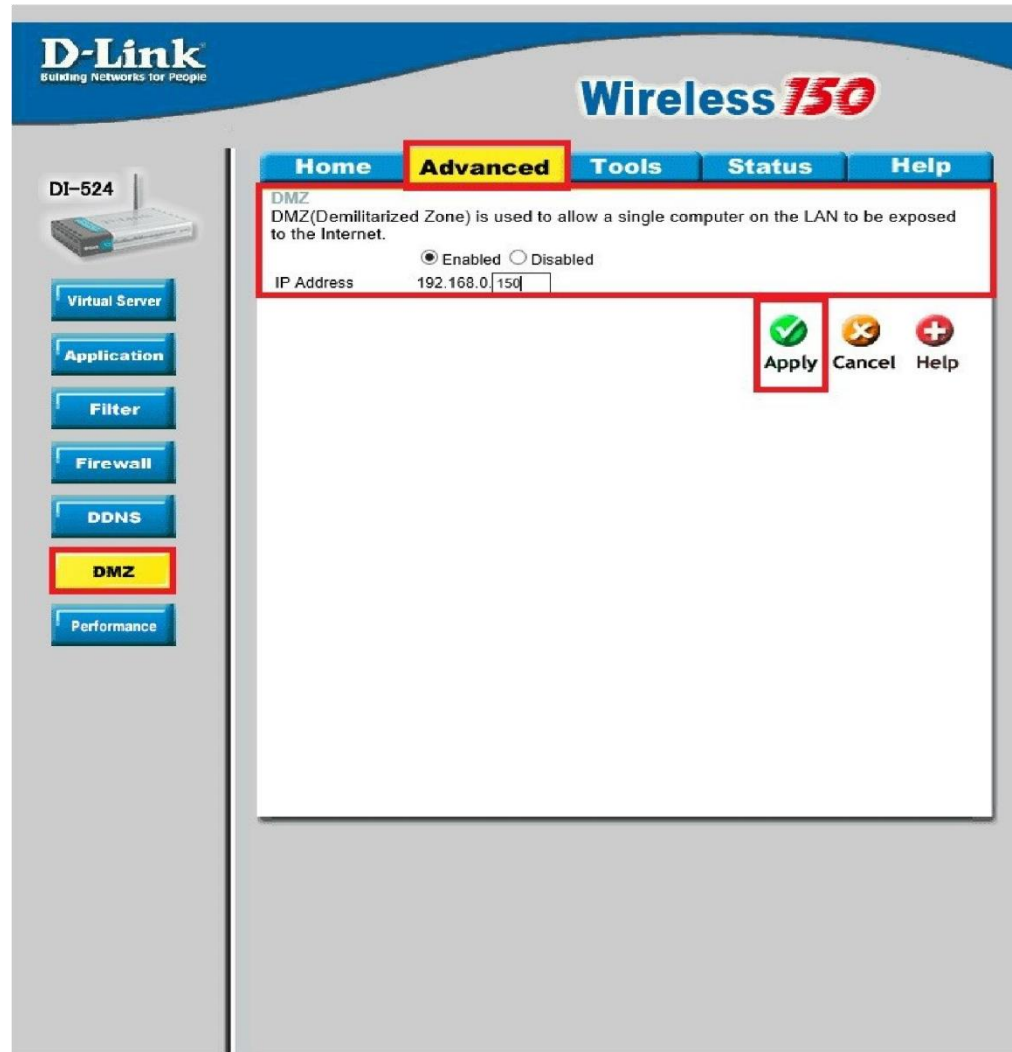 D-Link
Building Networks for People
Wireless 150
DI-524
Home Advanced Tools Status Help
DMZ
DMZ(Demilitarized Zone) is used to allow a single computer on the LAN to be exposed
to the Internet.
Enabled Disabled
IP Address 192.168.0. 150
Apply Cancel Help
Virtual Server
Application
Filter
Firewall
DDNS
DMZ
Performance